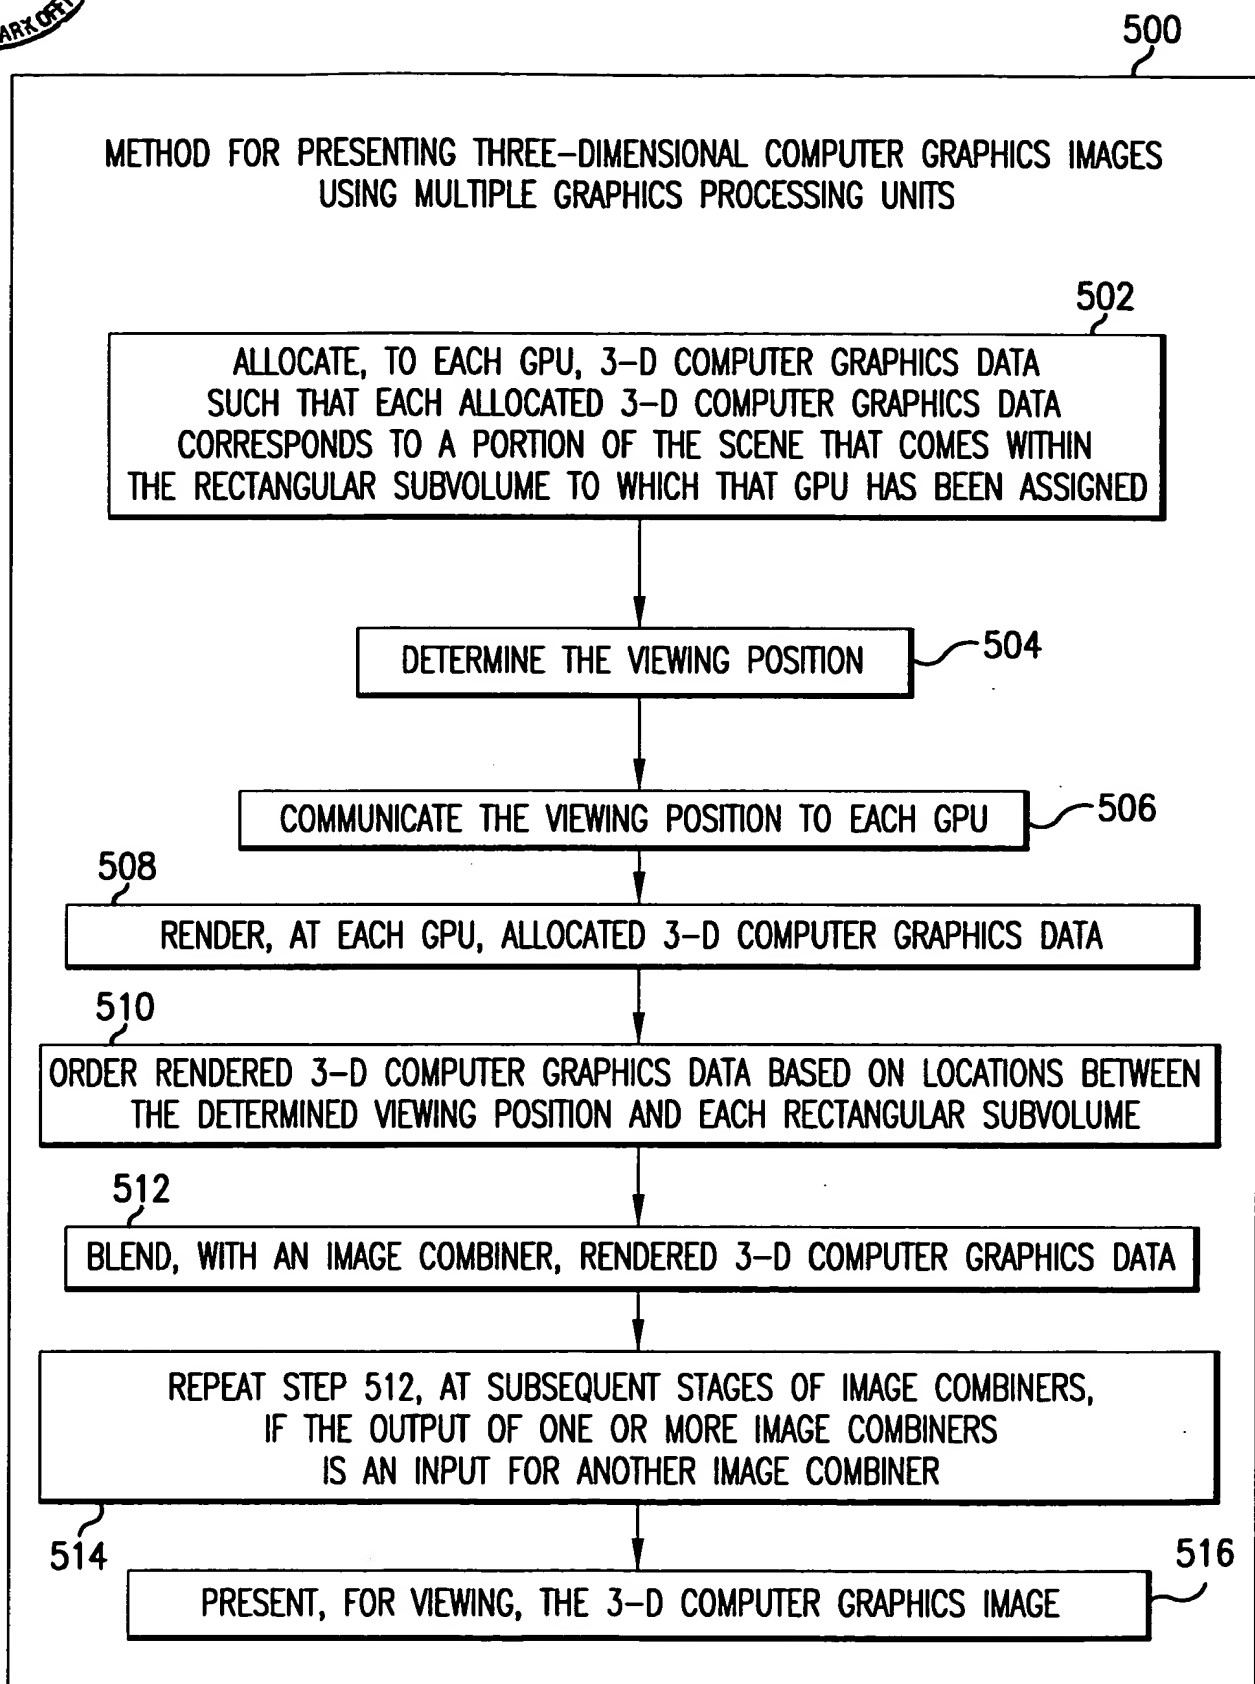 500
METHOD FOR PRESENTING THREE-DIMENSIONAL COMPUTER GRAPHICS IMAGES
USING MULTIPLE GRAPHICS PROCESSING UNITS
502
ALLOCATE, TO EACH GPU, 3-D COMPUTER GRAPHICS DATA
SUCH THAT EACH ALLOCATED 3-D COMPUTER GRAPHICS DATA
CORRESPONDS TO A PORTION OF THE SCENE THAT COMES WITHIN
THE RECTANGULAR SUBVOLUME TO WHICH THAT GPU HAS BEEN ASSIGNED
DETERMINE THE VIEWING POSITION
504
COMMUNICATE THE VIEWING POSITION TO EACH GPU
506
508
RENDER, AT EACH GPU, ALLOCATED 3-D COMPUTER GRAPHICS DATA
510
ORDER RENDERED 3-D COMPUTER GRAPHICS DATA BASED ON LOCATIONS BETWEEN
THE DETERMINED VIEWING POSITION AND EACH RECTANGULAR SUBVOLUME
512
BLEND, WITH AN IMAGE COMBINER, RENDERED 3-D COMPUTER GRAPHICS DATA
REPEAT STEP 512, AT SUBSEQUENT STAGES OF IMAGE COMBINERS,
IF THE OUTPUT OF ONE OR MORE IMAGE COMBINERS
IS AN INPUT FOR ANOTHER IMAGE COMBINER
514
516
PRESENT, FOR VIEWING, THE 3-D COMPUTER GRAPHICS IMAGE